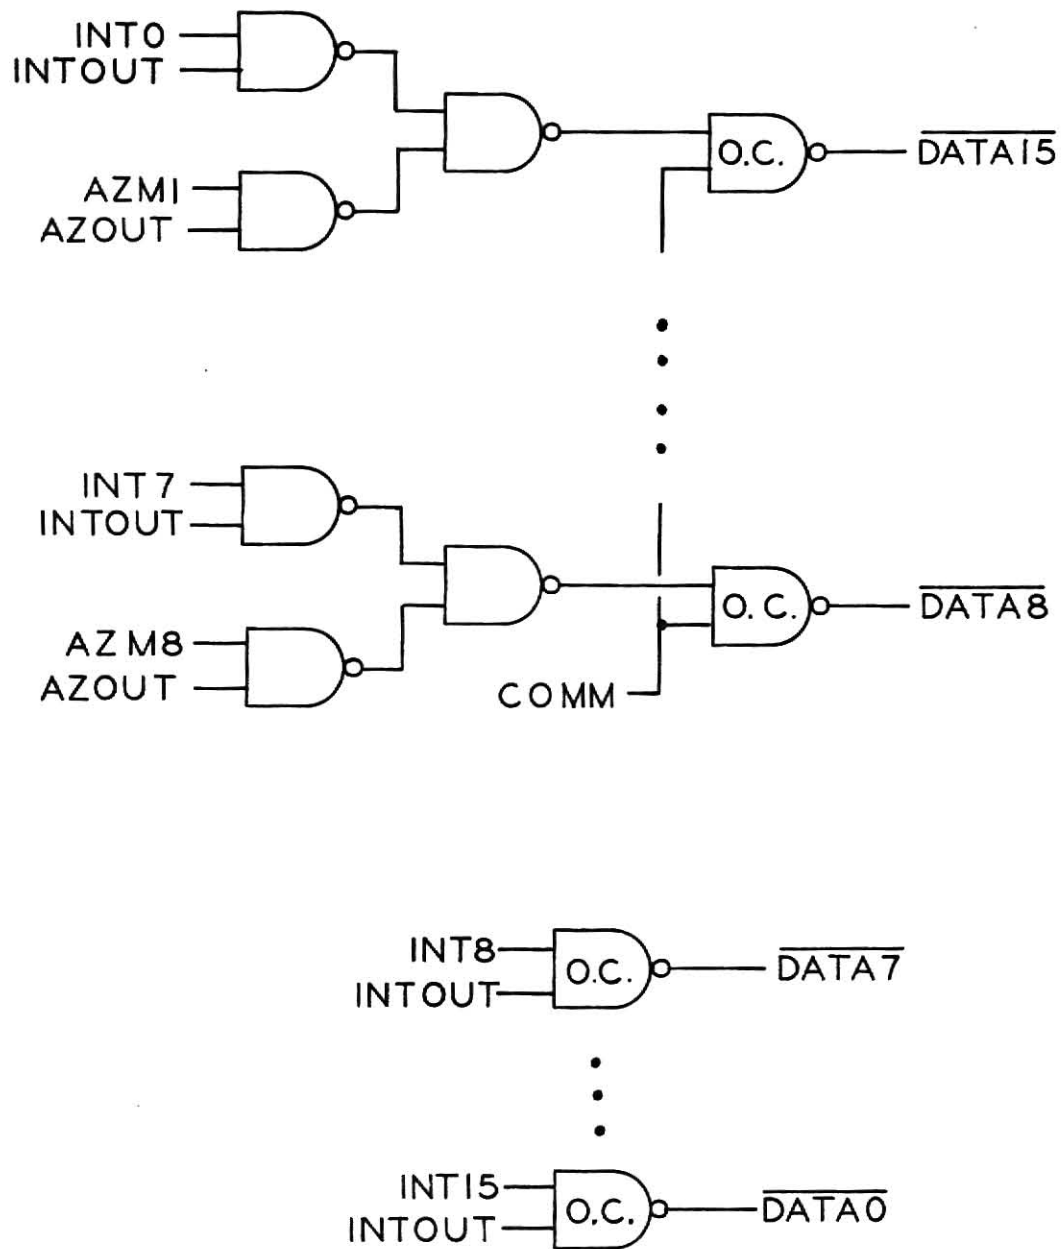 INT0
INTOUT
AZM1
AZOUT
O.C.
DATA15
INT7
INTOUT
AZM8
AZOUT
O.C.
DATA8
COMM
INT8
INTOUT
O.C.
DATA7
INT15
INTOUT
O.C.
DATA0